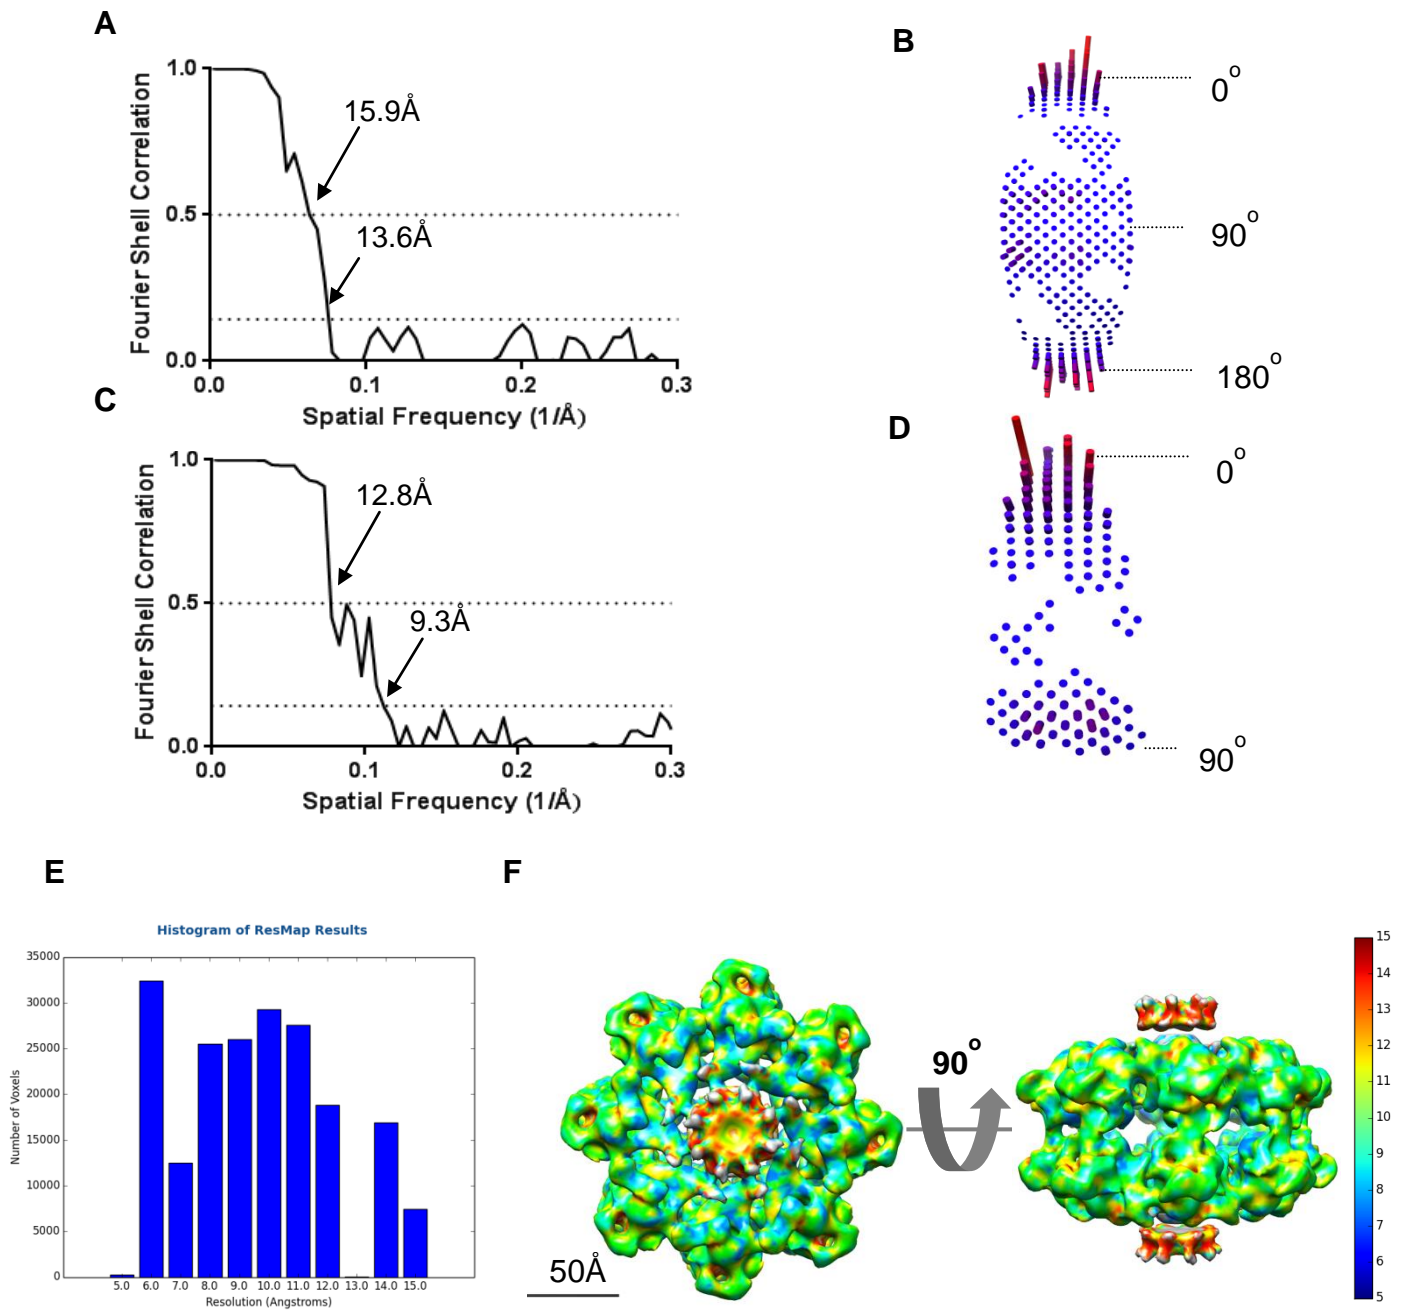 A
1.0
0.5
0.0
Fourier Shell Correlation
15.9Å
13.6Å
0.0 0.1 0.2 0.3
Spatial Frequency (1/Å)
B
0°
90°
180°
C
1.0
0.5
0.0
Fourier Shell Correlation
12.8Å
9.3Å
0.0 0.1 0.2 0.3
Spatial Frequency (1/Å)
D
0°
90°
E
Histogram of ResMap Results
35000
30000
25000
20000
15000
10000
5000
0
Number of Voxels
5.0 6.0 7.0 8.0 9.0 10.0 11.0 12.0 13.0 14.0 15.0
Resolution (Angstroms)
F
50Å
90°
15
14
13
12
11
10
9
8
7
6
5